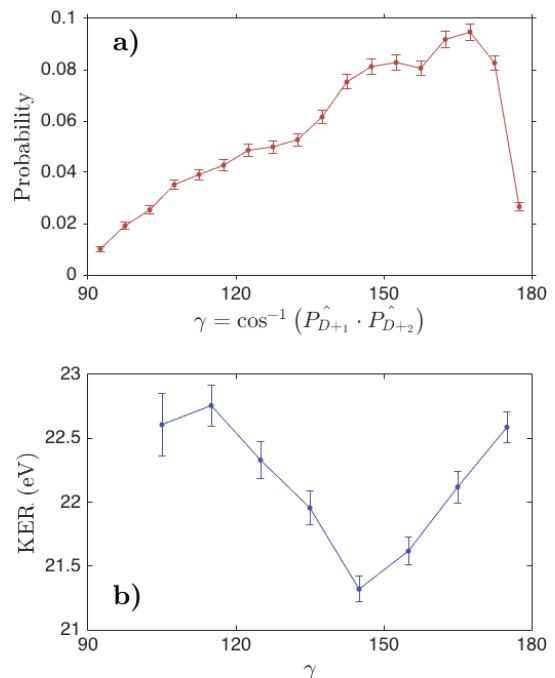 a)
0.1
0.08
0.06
0.04
0.02
0
Probability
90 120 150 180
γ = cos⁻¹ (P̂_{D+1} · P̂_{D+2})
b)
23
22.5
22
21.5
21
KER (eV)
90 120 150 180
γ